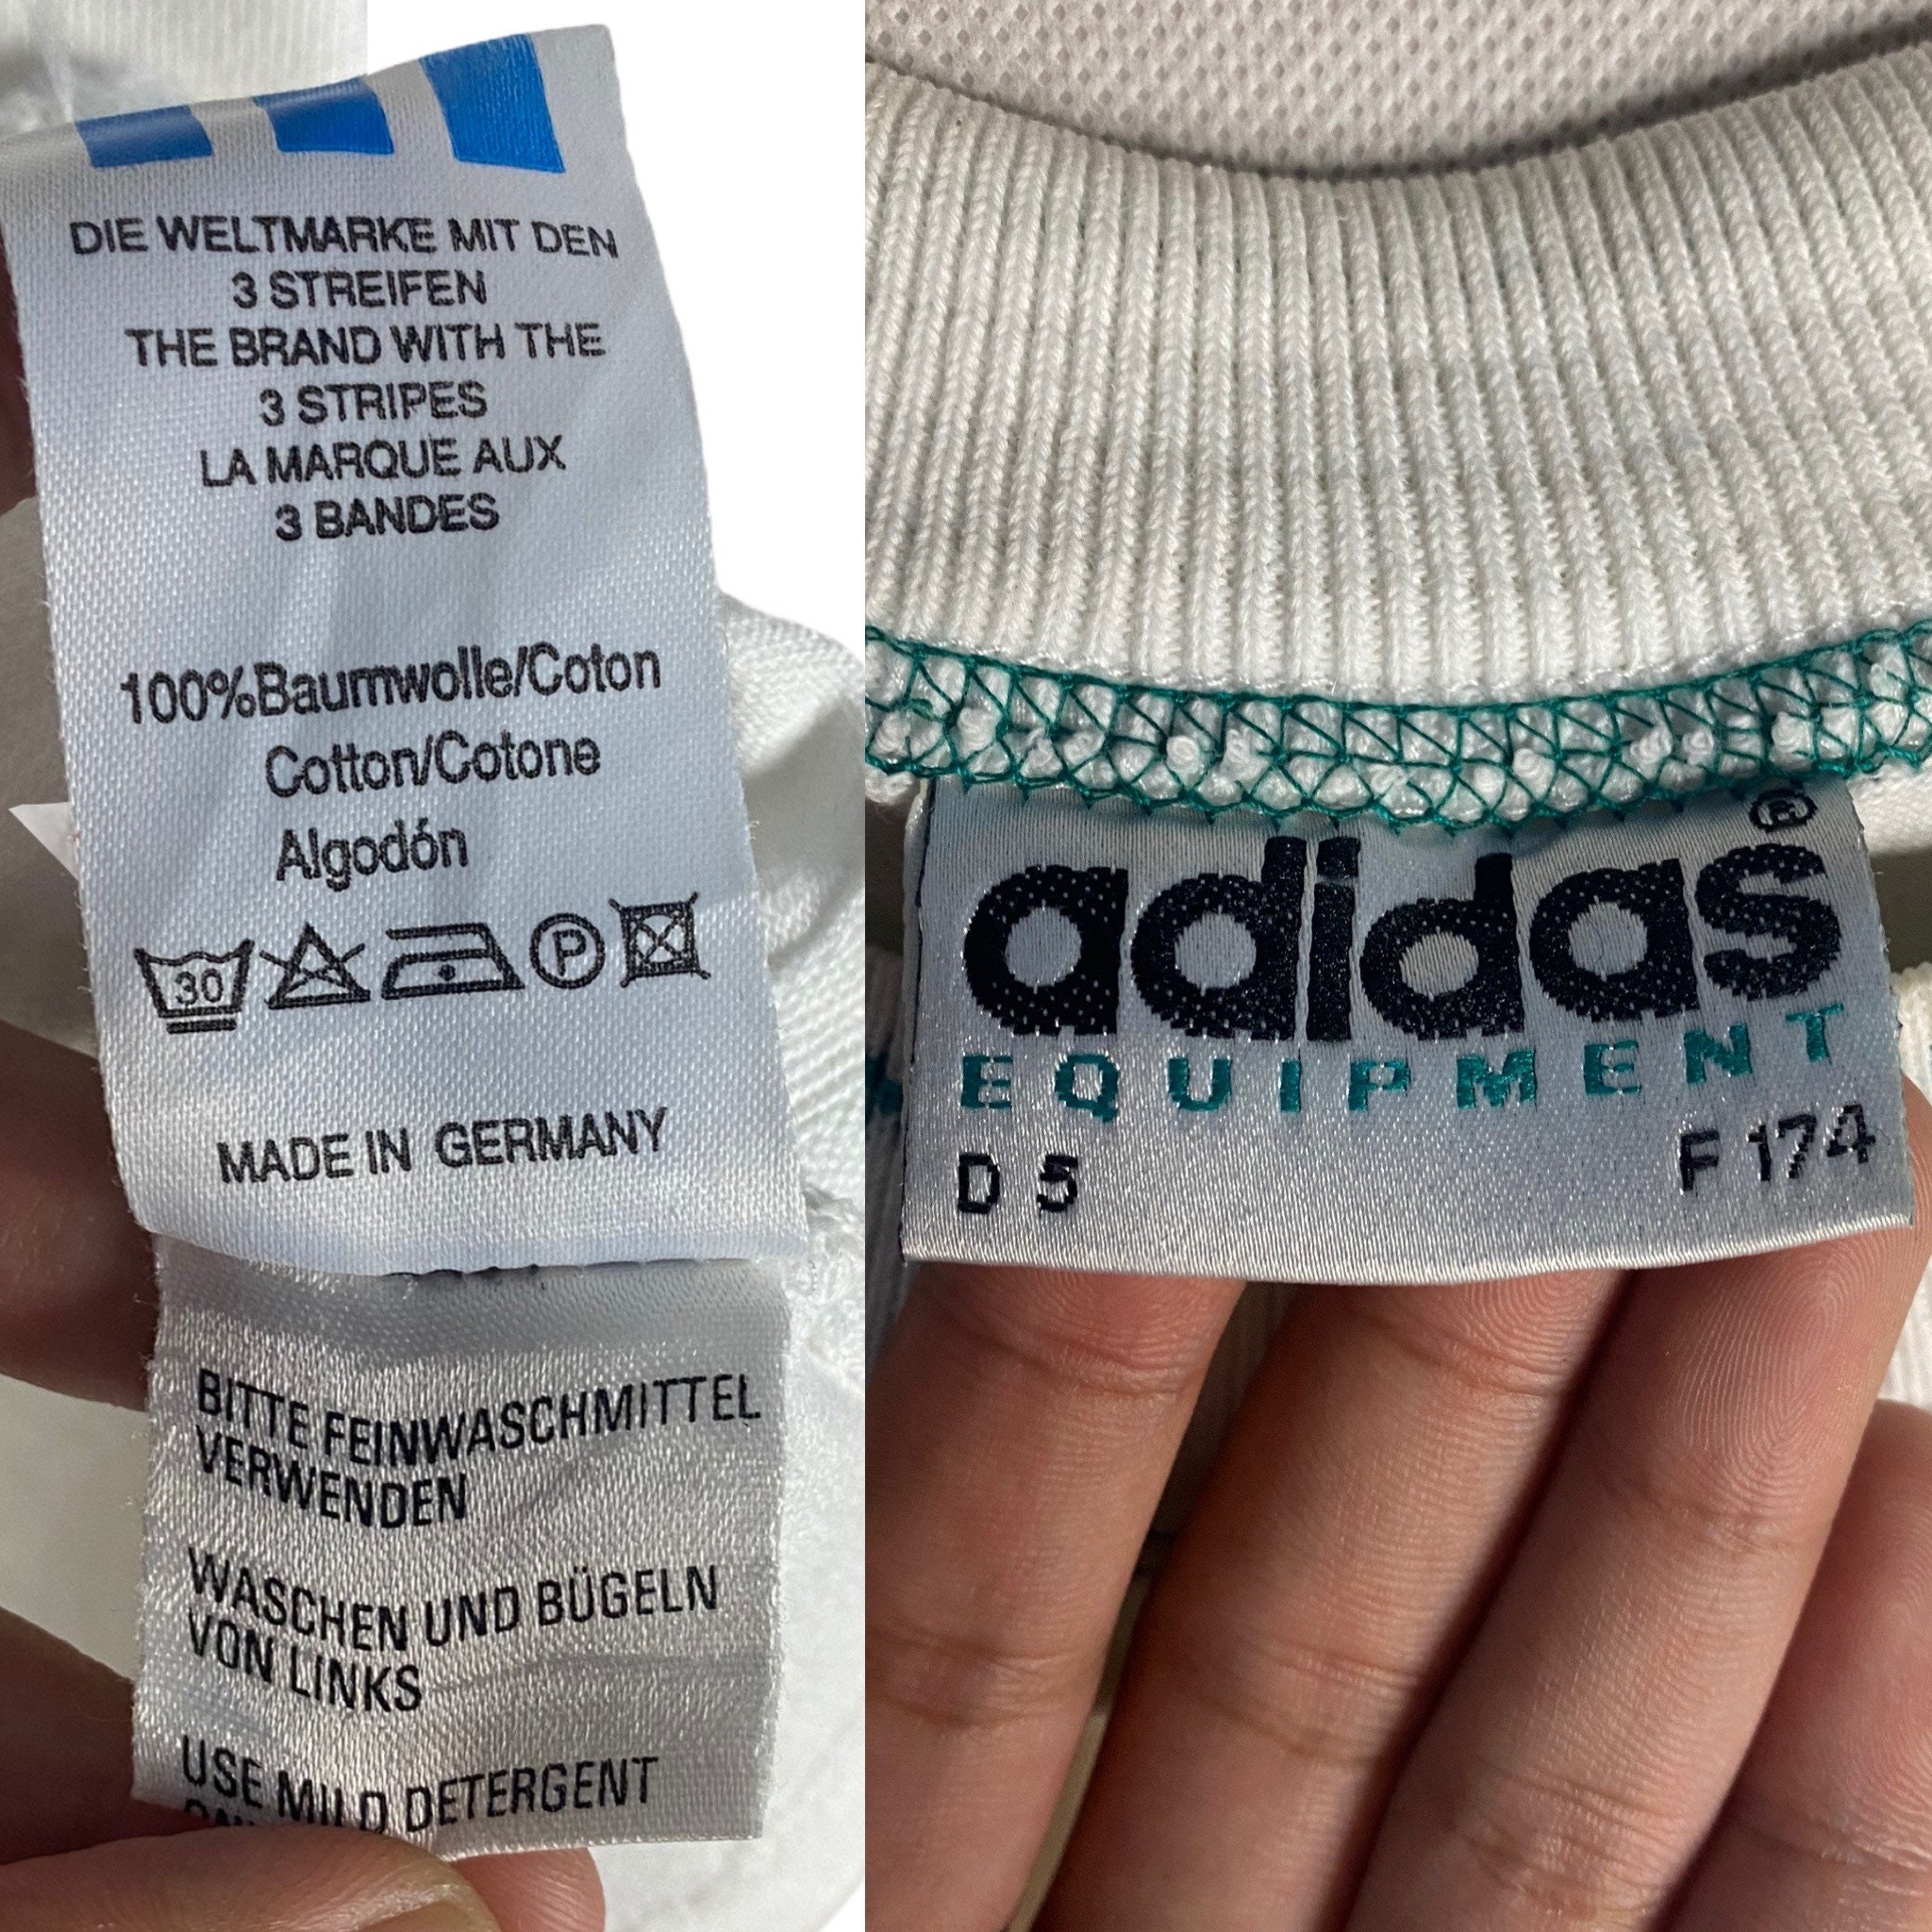 DIE WELTMARKE MIT DEN
3 STREIFEN
THE BRAND WITH THE
3 STRIPES
LA MARQUE AUX
3 BANDES
100%Baumwolle/Coton
Cotton/Cotone
Algodón
30
P
MADE IN GERMANY
BITTE FEINWASCHMITTEL
VERWENDEN
WASCHEN UND BÜGELN
VON LINKS
USE MILD DETERGENT
adidas®
EQUIPMENT
D 5 F 174